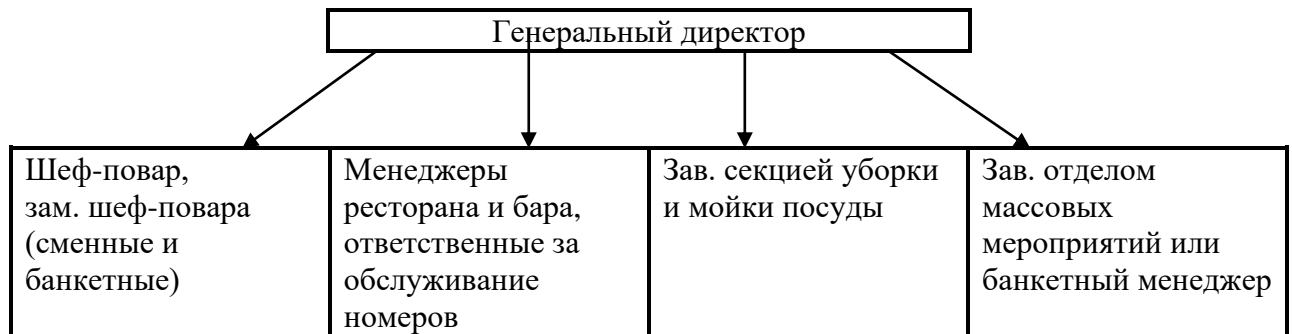 Генеральный директор
Шеф-повар,
зам. шеф-повара
(сменные и
банкетные)
Менеджеры
ресторана и бара,
ответственные за
обслуживание
номеров
Зав. секцией уборки
и мойки посуды
Зав. отделом
массовых
мероприятий или
банкетный менеджер